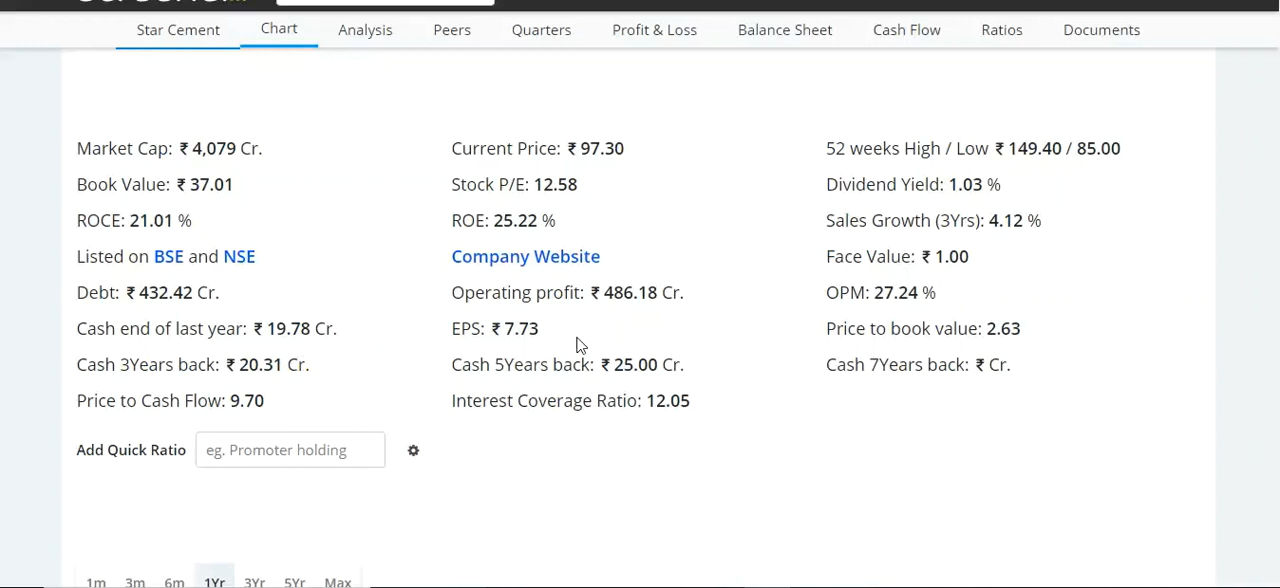 Star Cement Chart Analysis Peers Quarters Profit & Loss Balance Sheet Cash Flow Ratios Documents
Market Cap: ₹ 4,079 Cr. Current Price: ₹ 97.30 52 weeks High / Low ₹ 149.40 / 85.00
Book Value: ₹ 37.01 Stock P/E: 12.58 Dividend Yield: 1.03 %
ROCE: 21.01 % ROE: 25.22 % Sales Growth (3Yrs): 4.12 %
Listed on BSE and NSE Company Website Face Value: ₹ 1.00
Debt: ₹ 432.42 Cr. Operating profit: ₹ 486.18 Cr. OPM: 27.24 %
Cash end of last year: ₹ 19.78 Cr. EPS: ₹ 7.73 Price to book value: 2.63
Cash 3Years back: ₹ 20.31 Cr. Cash 5Years back: ₹ 25.00 Cr. Cash 7Years back: ₹ Cr.
Price to Cash Flow: 9.70 Interest Coverage Ratio: 12.05
Add Quick Ratio eg. Promoter holding
1m 3m 6m 1Yr 3Yr 5Yr Max